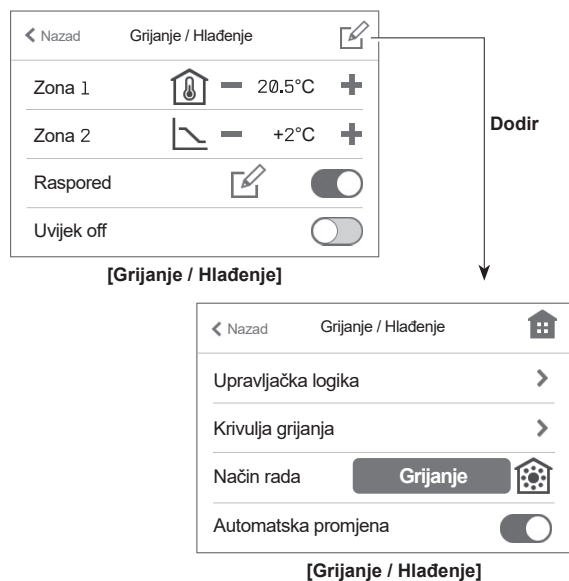 Nazad Grijanje / Hlađenje
Zona 1 20.5°C
Zona 2 +2°C
Dodir
Raspored
Uvijek off
[Grijanje / Hlađenje]
Nazad Grijanje / Hlađenje
Upravljačka logika
Krivulja grijanja
Način rada Grijanje
Automatska promjena
[Grijanje / Hlađenje]